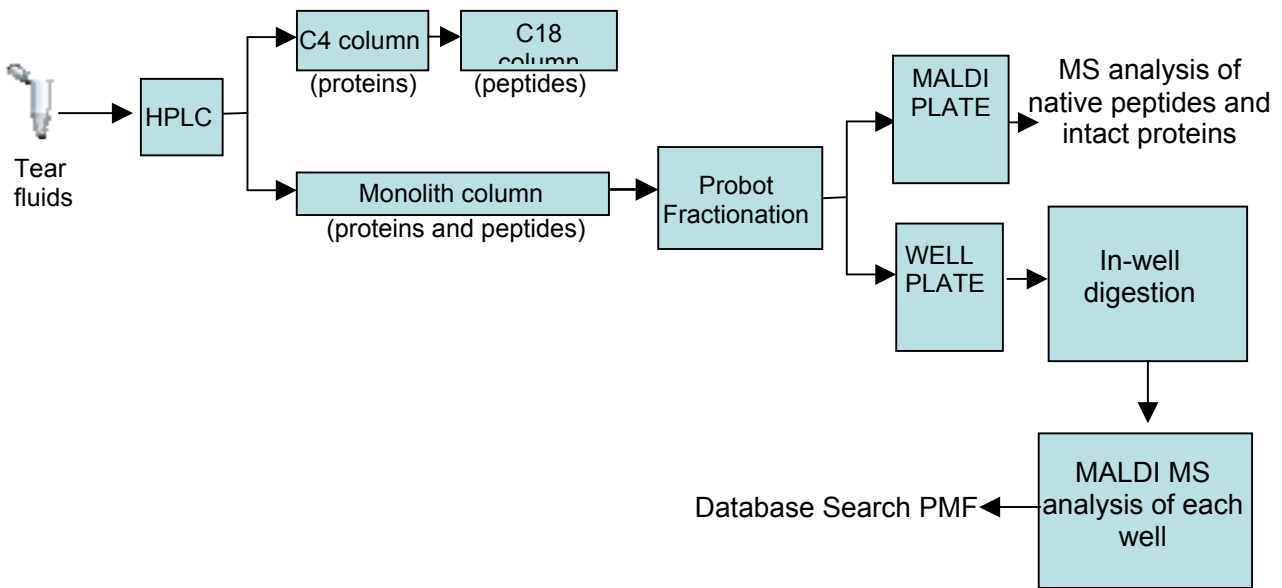 C4 column
C18
column
(proteins)
(peptides)
HPLC
Tear
fluids
Monolith column
(proteins and peptides)
Probot
Fractionation
MALDI
PLATE
MS analysis of
native peptides and
intact proteins
WELL
PLATE
In-well
digestion
MALDI MS
analysis of each
well
Database Search PMF